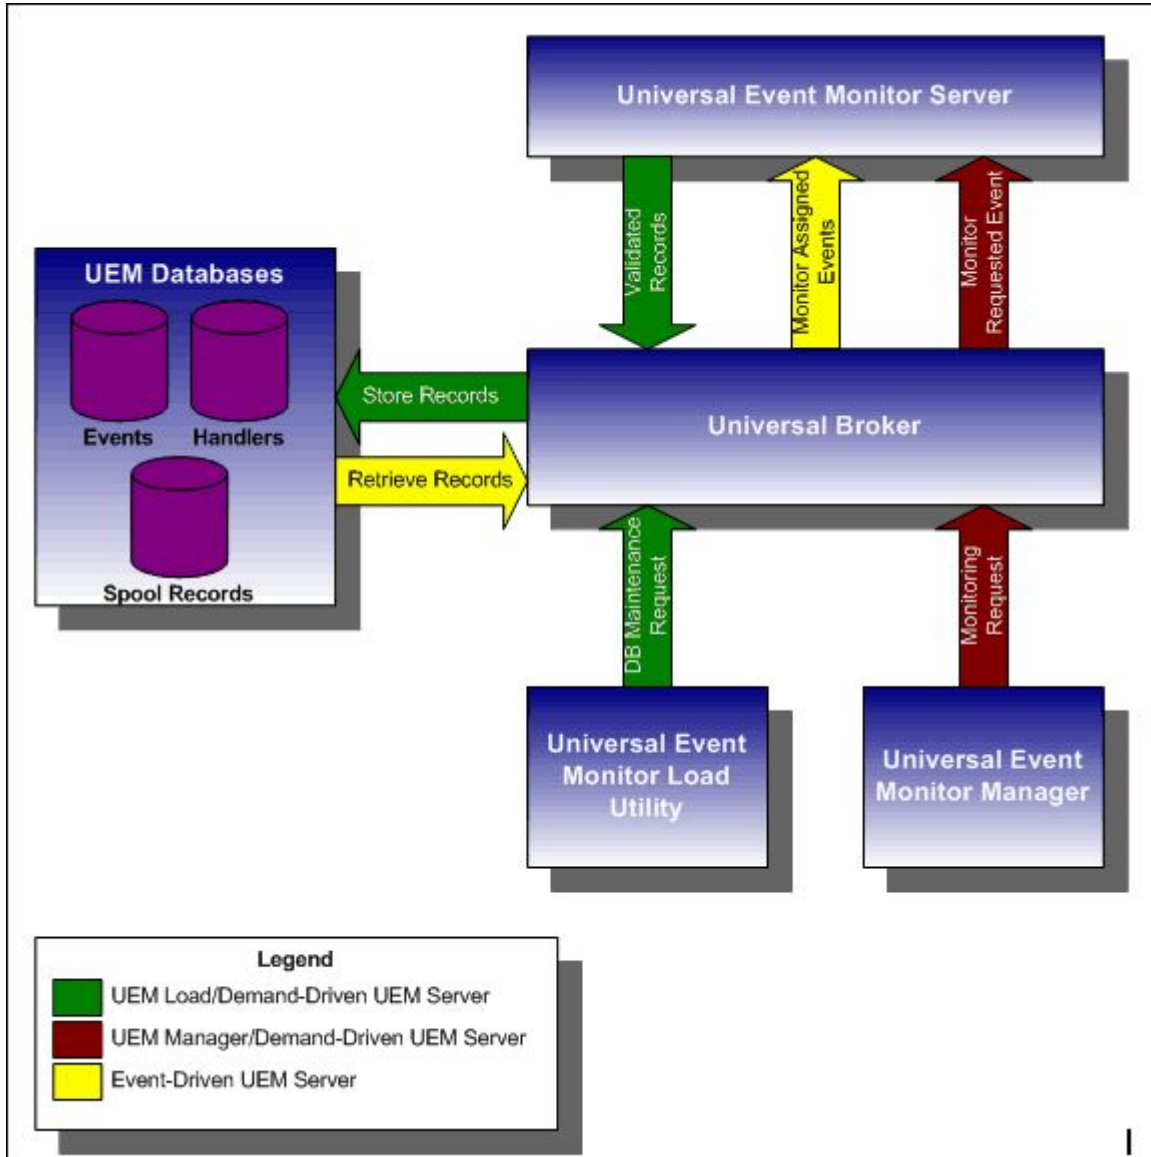 Universal Event Monitor Server
Validated
Records
Monitor Assigned
Events
Monitor
Requested Event
UEM Databases
Events
Handlers
Spool Records
Store Records
Retrieve Records
Universal Broker
DB Maintenance
Request
Monitoring
Request
Universal Event
Monitor Load
Utility
Universal Event
Monitor Manager
Legend
UEM Load/Demand-Driven UEM Server
UEM Manager/Demand-Driven UEM Server
Event-Driven UEM Server
I